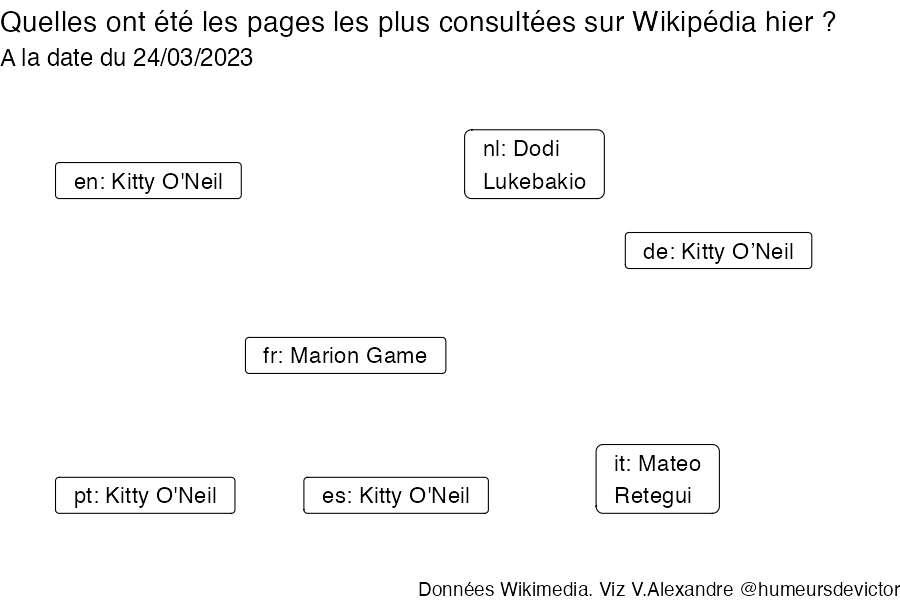 Quelles ont été les pages les plus consultées sur Wikipédia hier ?
A la date du 24/03/2023
nl: Dodi
Lukebakio
en: Kitty O'Neil
de: Kitty O’Neil
fr: Marion Game
it: Mateo
Retegui
pt: Kitty O'Neil
es: Kitty O'Neil
Données Wikimedia. Viz V.Alexandre @humeursdevictor